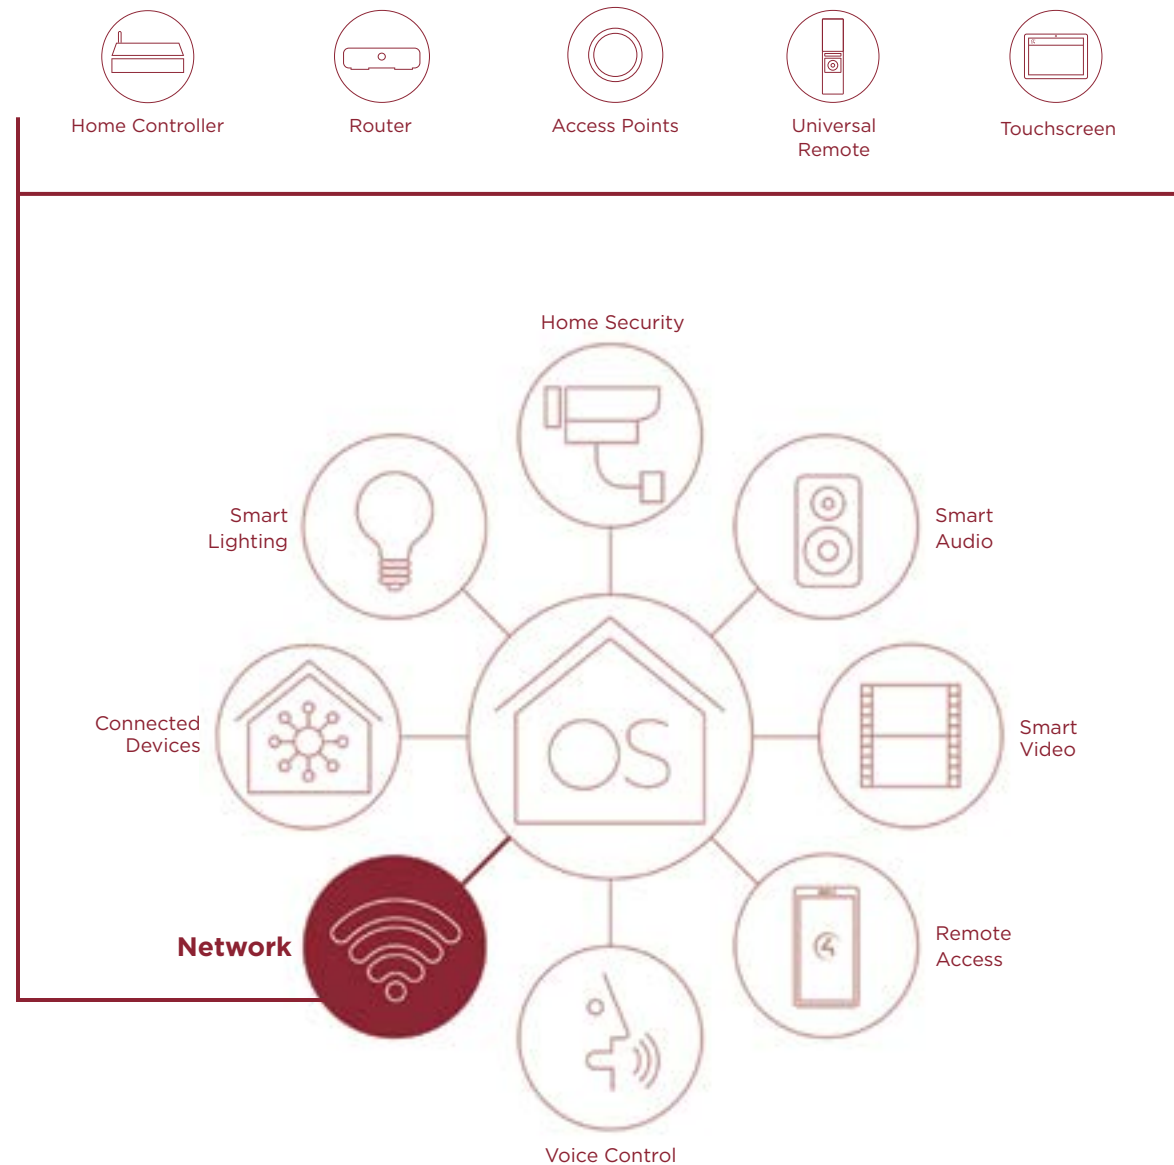 Home Controller
Router
Access Points
Universal
Remote
Touchscreen
Home Security
Smart
Lighting
Smart
Audio
Connected
Devices
OS
Smart
Video
Network
Remote
Access
Voice Control